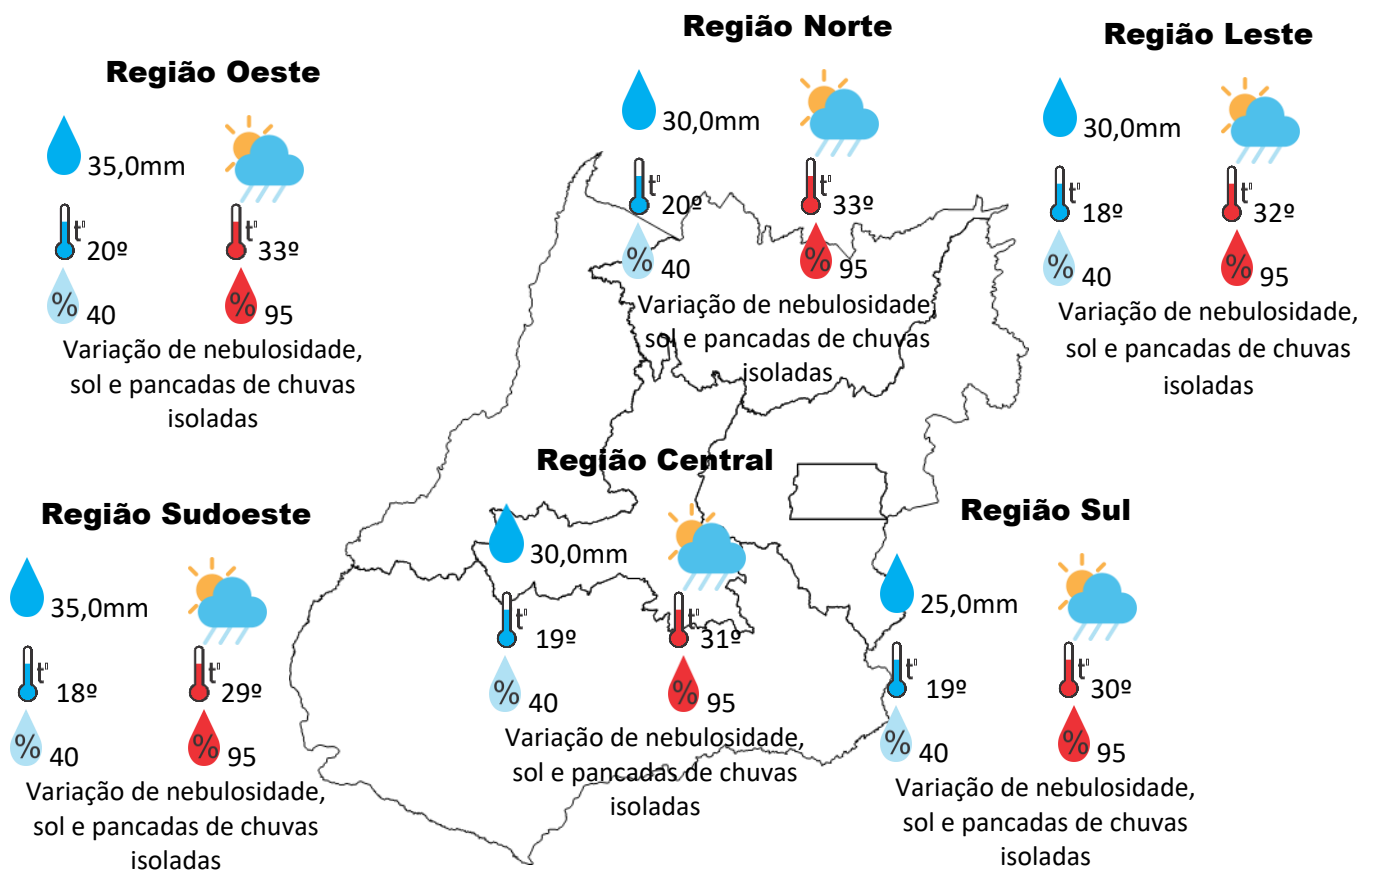 Região Norte
30,0mm
t°
20º
t°
33º
%
40
%
95
Variação de nebulosidade,
sol e pancadas de chuvas
isoladas
Região Leste
30,0mm
t°
18º
32º
%
40
%
95
Variação de nebulosidade,
sol e pancadas de chuvas
isoladas
Região Oeste
35,0mm
t°
20º
t°
33º
%
40
%
95
Variação de nebulosidade,
sol e pancadas de chuvas
isoladas
Região Central
30,0mm
t°
19º
t°
31º
%
40
%
95
Variação de nebulosidade,
sol e pancadas de chuvas
isoladas
Região Sudoeste
35,0mm
t°
18º
t°
29º
%
40
%
95
Variação de nebulosidade,
sol e pancadas de chuvas
isoladas
Região Sul
25,0mm
t°
19º
t°
30º
%
40
%
95
Variação de nebulosidade,
sol e pancadas de chuvas
isoladas